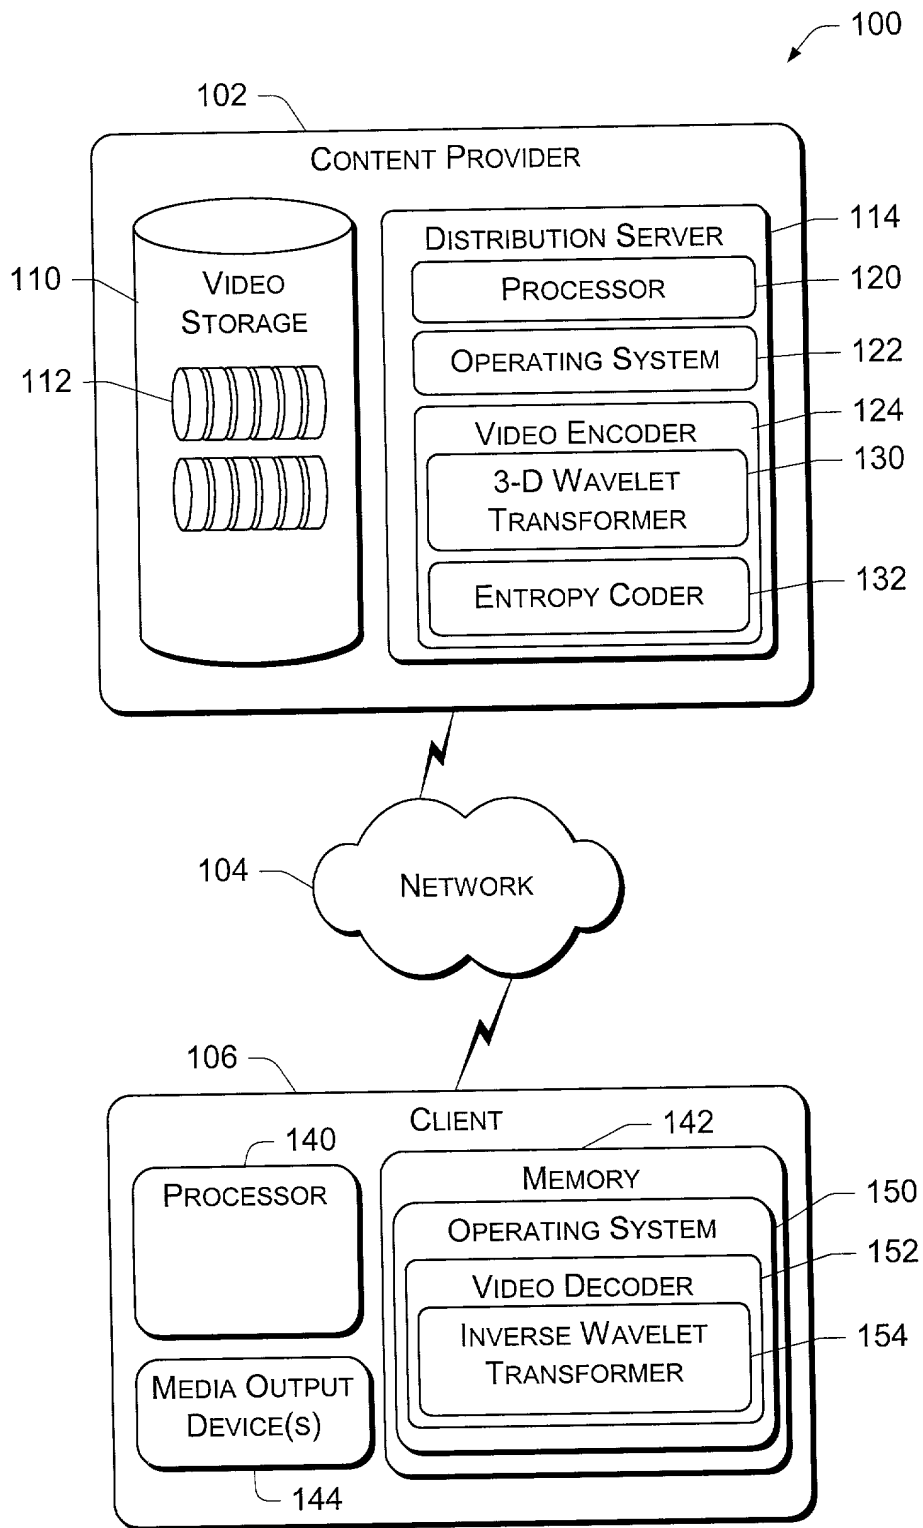 100
102
CONTENT PROVIDER
110
VIDEO
STORAGE
112
DISTRIBUTION SERVER
114
PROCESSOR
120
OPERATING SYSTEM
122
VIDEO ENCODER
124
3-D WAVELET
TRANSFORMER
130
ENTROPY CODER
132
104
NETWORK
106
CLIENT
140
PROCESSOR
142
MEMORY
OPERATING SYSTEM
150
VIDEO DECODER
152
INVERSE WAVELET
TRANSFORMER
154
MEDIA OUTPUT
DEVICE(S)
144